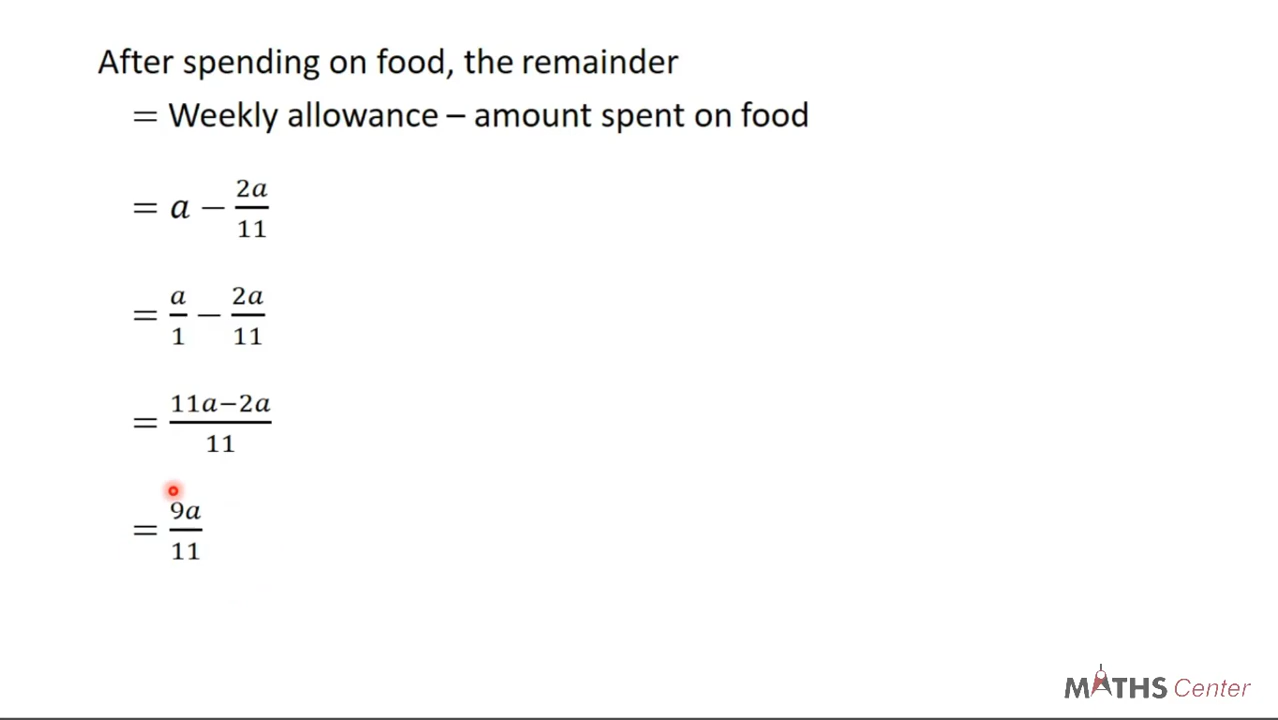 After spending on food, the remainder
= Weekly allowance – amount spent on food
= a − 2a/11
= a/1 − 2a/11
= 11a−2a/11
= 9a/11
MATHS Center